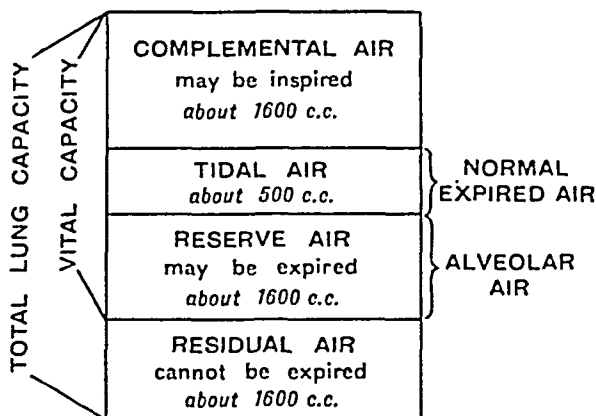 TOTAL LUNG CAPACITY
VITAL CAPACITY
COMPLEMENTAL AIR
may be inspired
about 1600 c.c.
TIDAL AIR
about 500 c.c.
NORMAL
EXPIRED AIR
RESERVE AIR
may be expired
about 1600 c.c.
ALVEOLAR
AIR
RESIDUAL AIR
cannot be expired
about 1600 c.c.